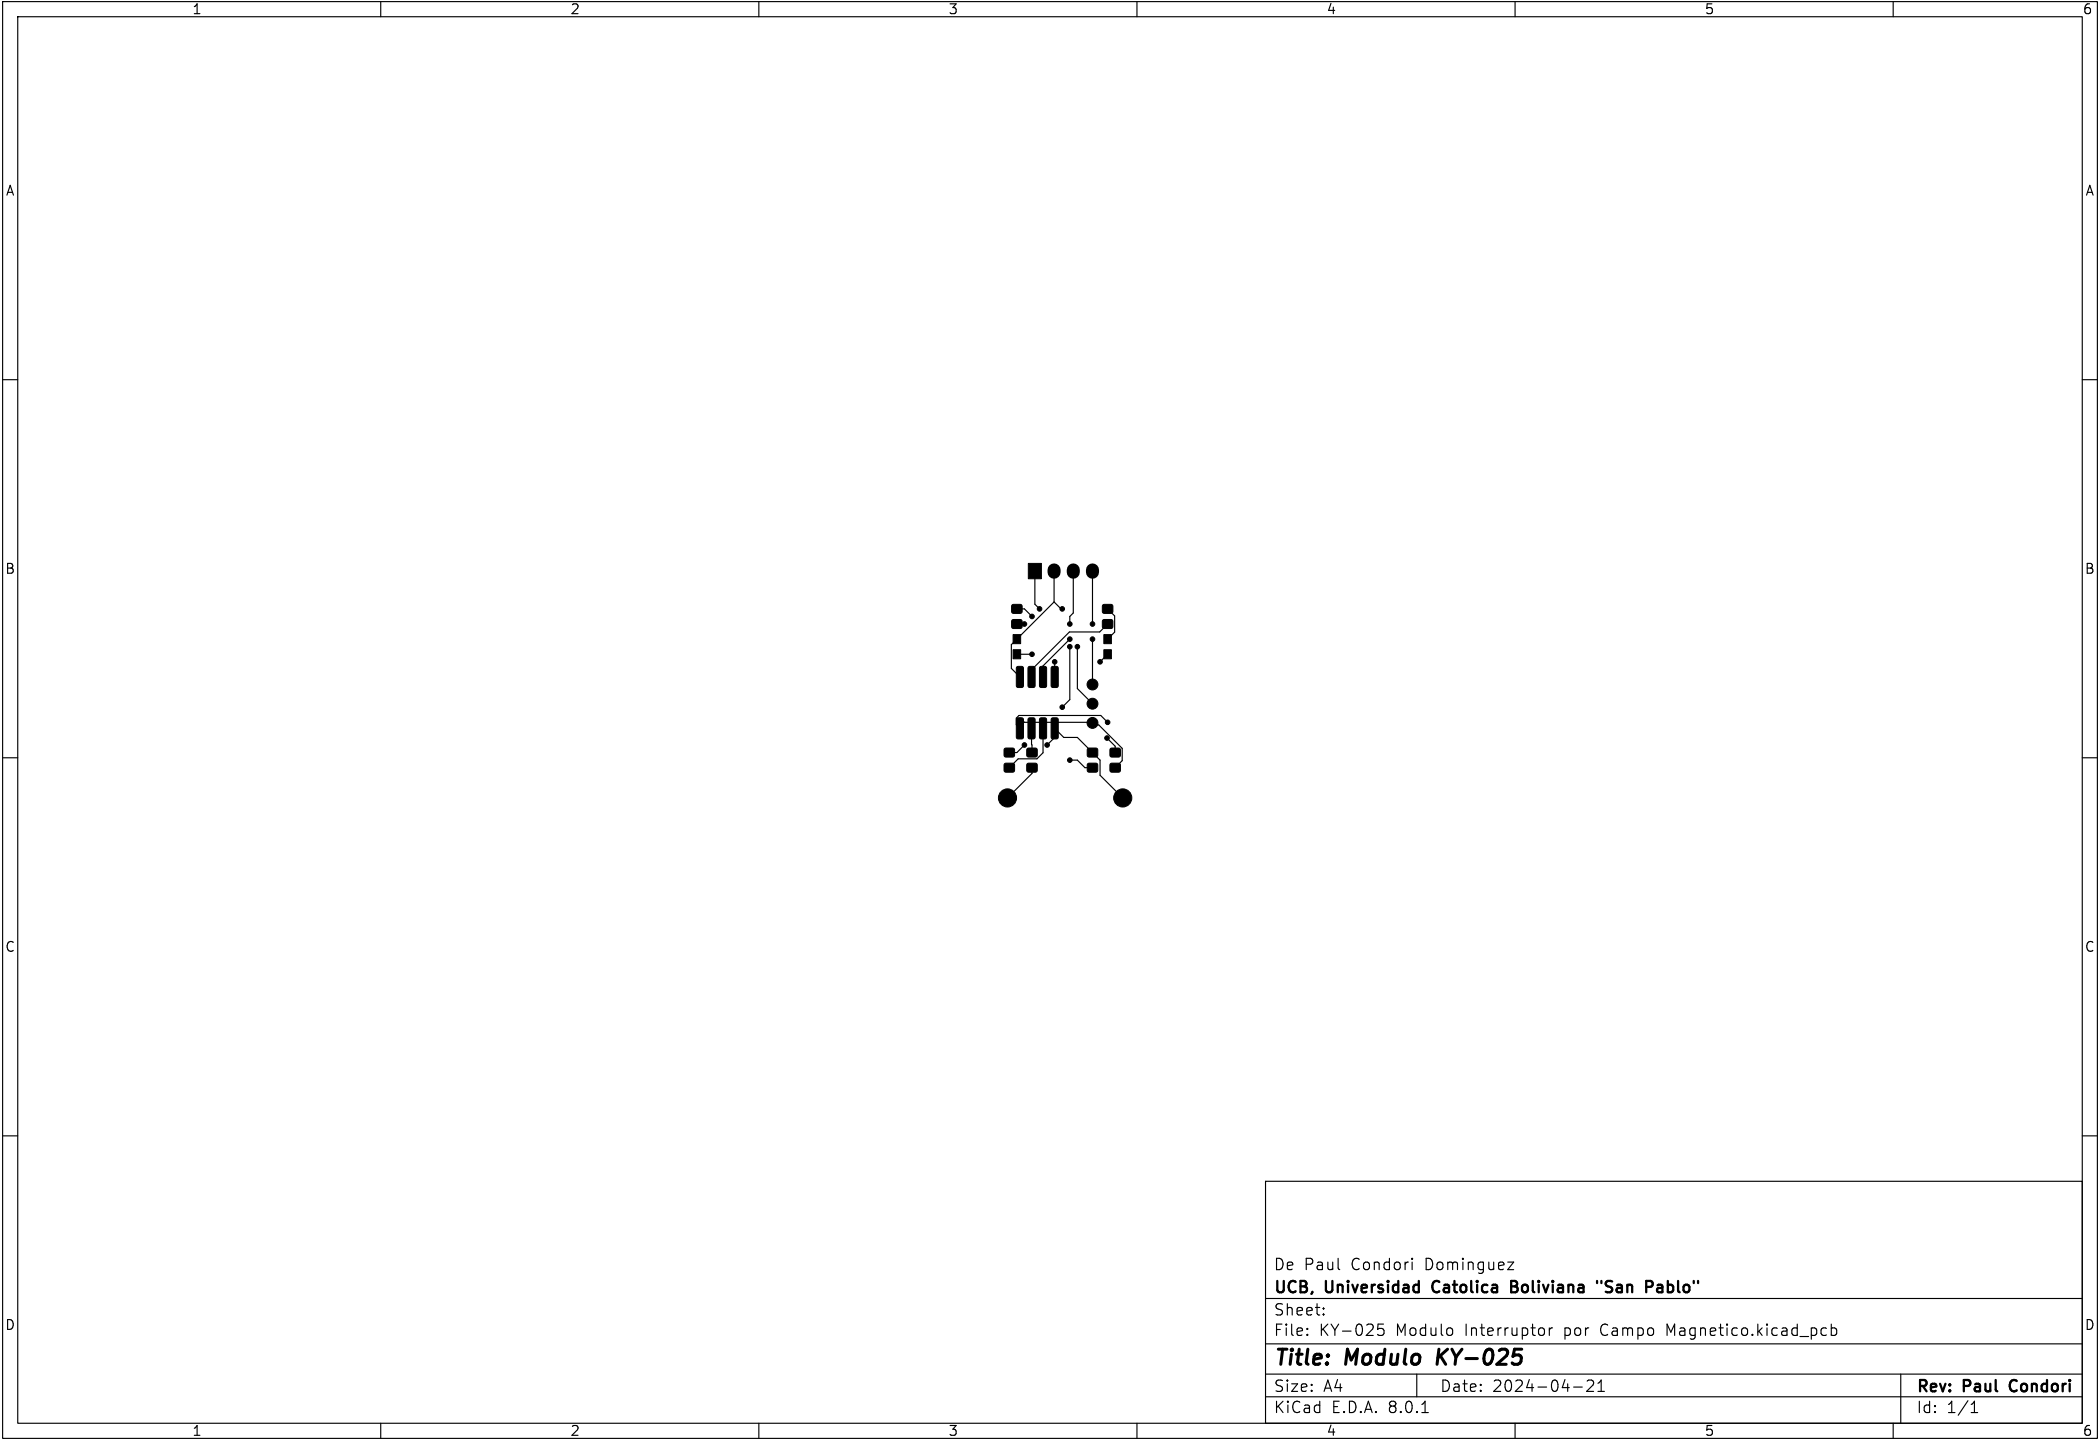 1 2 3 4 5 6
A A
B B
C C
D D
De Paul Condori Dominguez
UCB, Universidad Catolica Boliviana "San Pablo"
Sheet:
File: KY-025 Modulo Interruptor por Campo Magnetico.kicad_pcb
Title: Modulo KY-025
Size: A4 Date: 2024-04-21 Rev: Paul Condori
KiCad E.D.A. 8.0.1 Id: 1/1
1 2 3 4 5 6